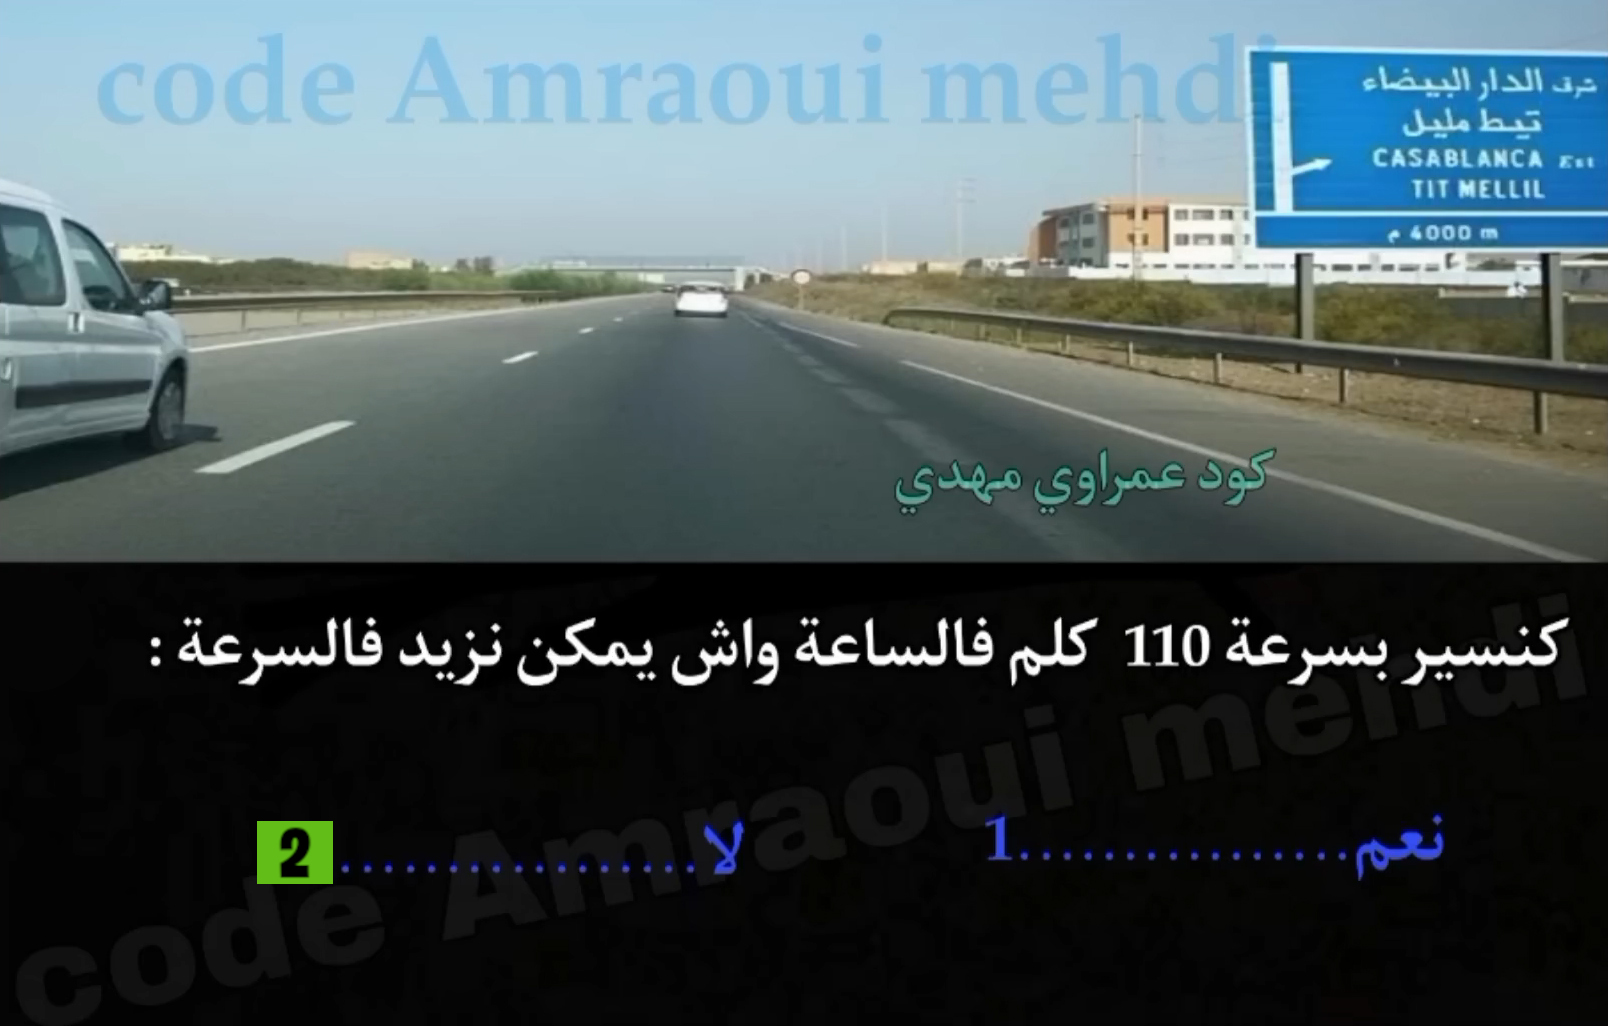 code Amraoui mehdi
شرق الدار البيضاء
تيط مليل
CASABLANCA Est
TIT MELLIL
4000 m م
كود عمراوي مهدي
كنسير بسرعة 110 كلم فالساعة واش يمكن نزيد فالسرعة :
نعم................1
لا.................2
code Amraoui mehdi